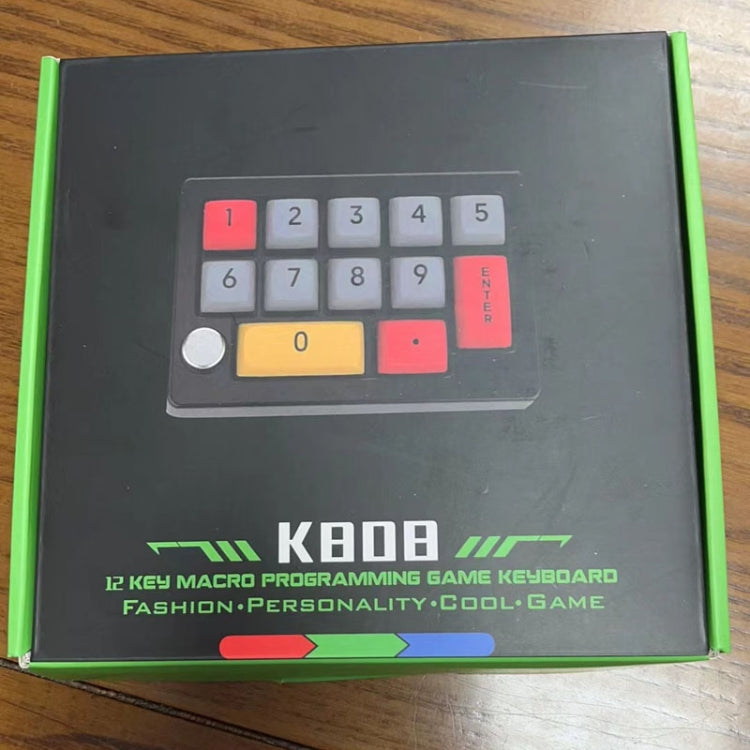 1 2 3 4 5
6 7 8 9 ENTER
0 .
K808
12 KEY MACRO PROGRAMMING GAME KEYBOARD
FASHION•PERSONALITY•COOL•GAME